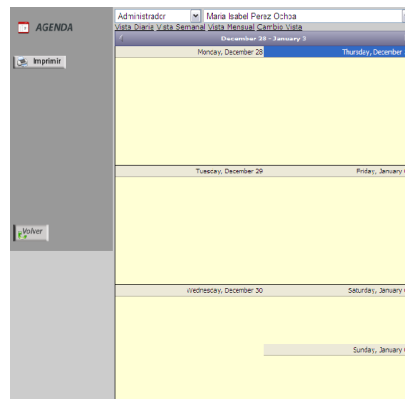 AGENDA
Imprimir
Volver
Administrador Maria Isabel Perez Ochoa
Vista Diaria Vista Semanal Vista Mensual Cambio Vista
December 28 - January 3
Monday, December 28 Thursday, December
Tuesday, December 29 Friday, January
Wednesday, December 30 Saturday, January
Sunday, January